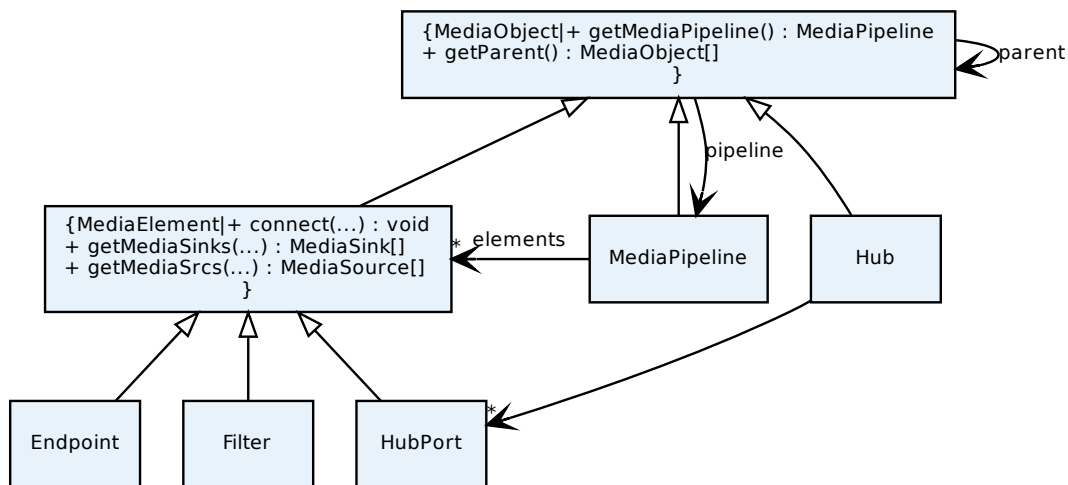 {MediaObject|+ getMediaPipeline() : MediaPipeline
+ getParent() : MediaObject[]
}
parent
pipeline
{MediaElement|+ connect(...) : void
+ getMediaSinks(...) : MediaSink[]
+ getMediaSrcs(...) : MediaSource[]
}
* elements
MediaPipeline
Hub
*
Endpoint
Filter
HubPort